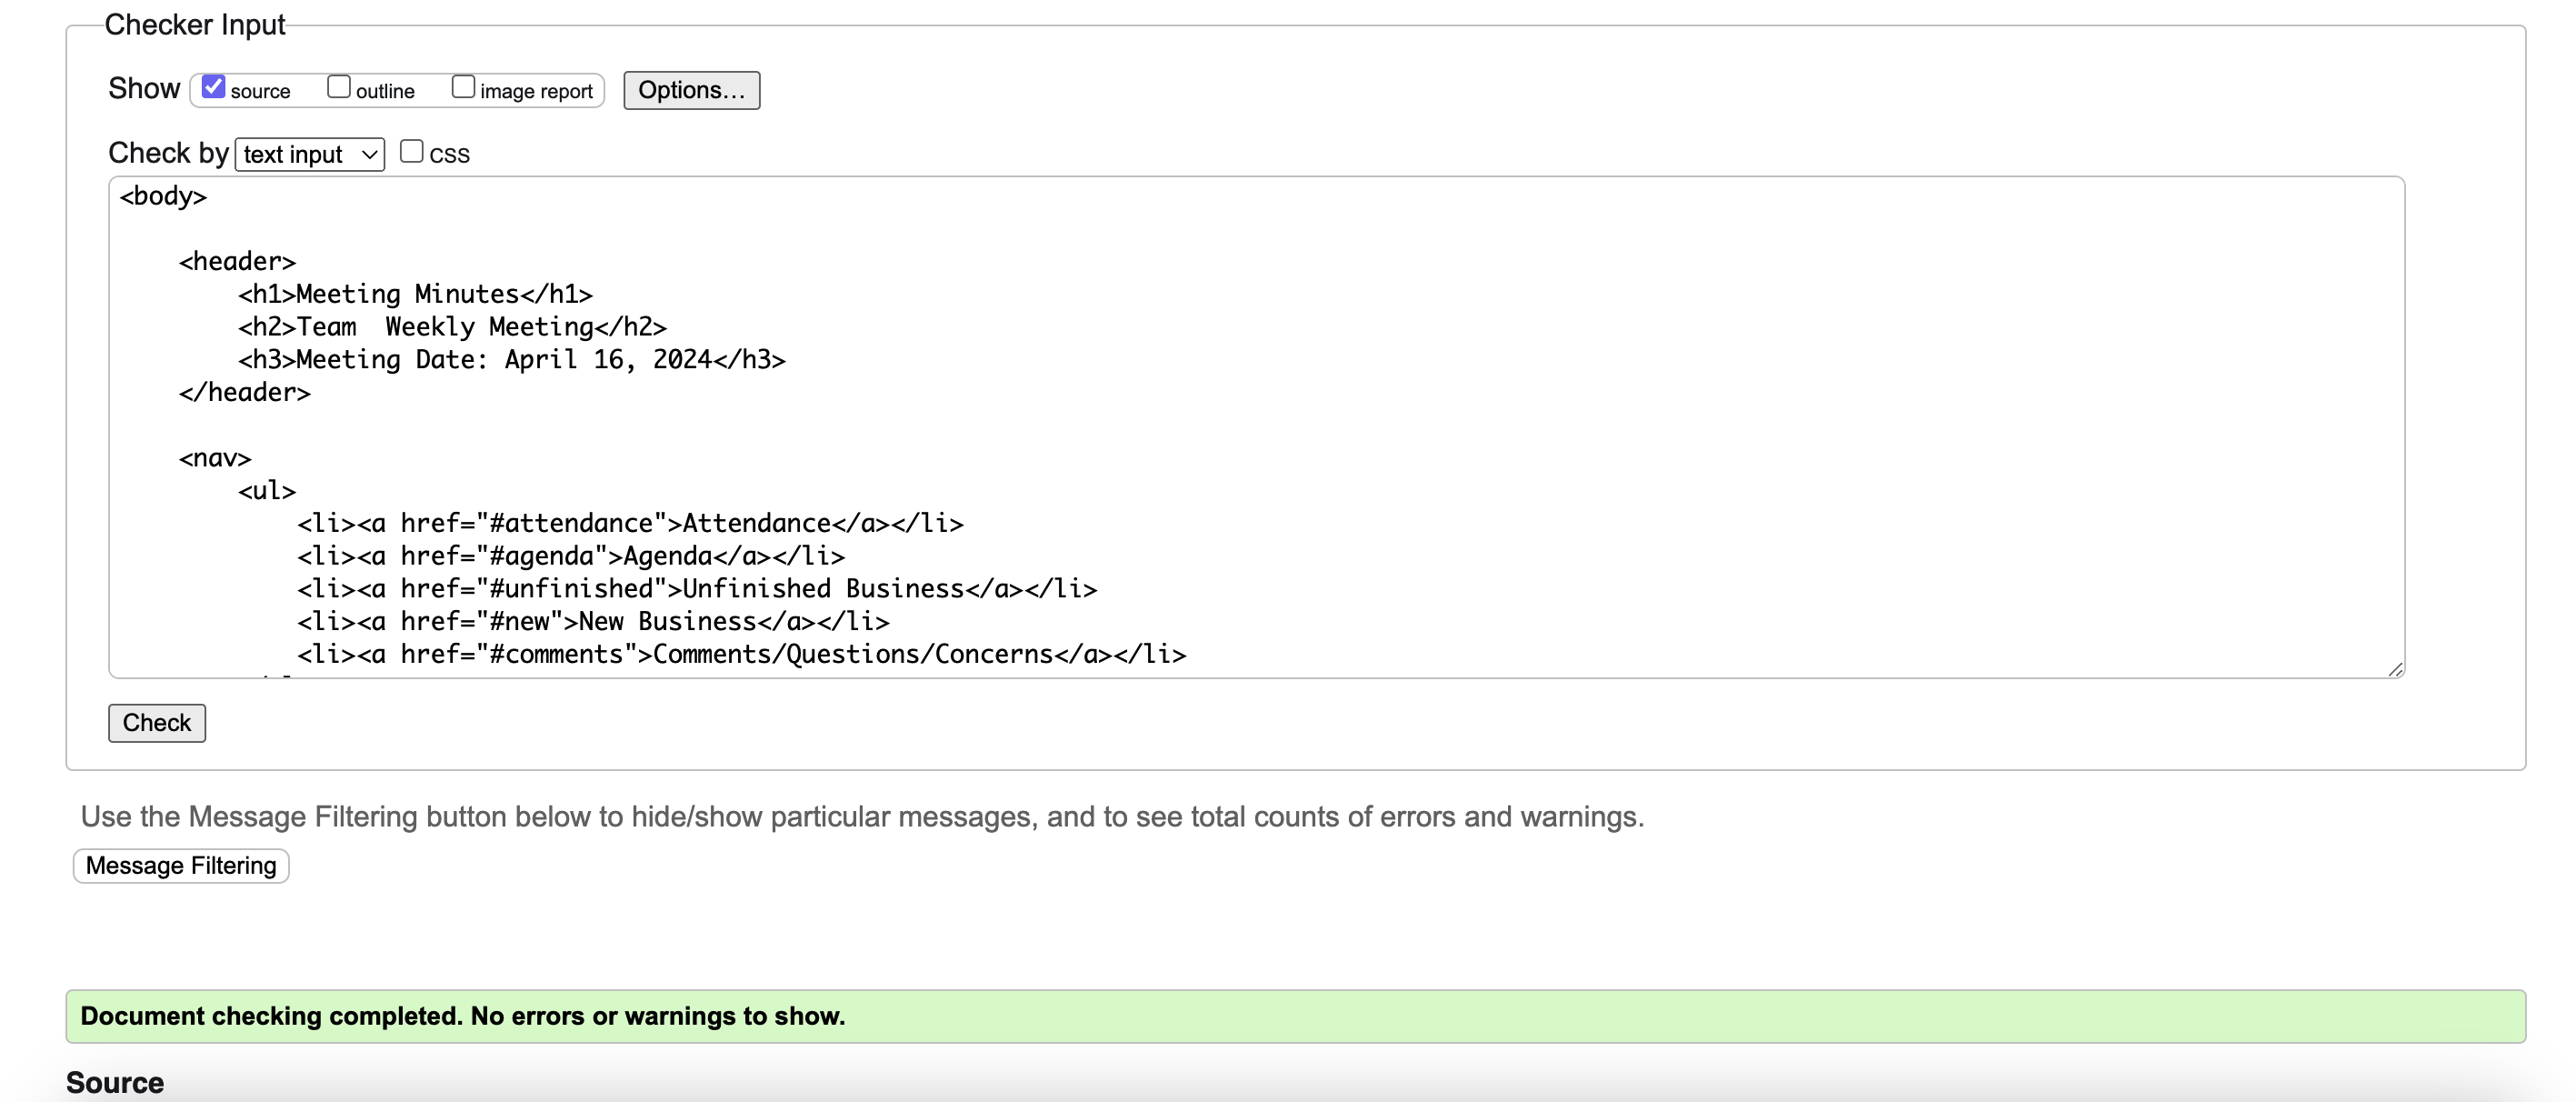 Checker Input
Show source outline image report Options...
Check by text input CSS
<body>
<header>
<h1>Meeting Minutes</h1>
<h2>Team  Weekly Meeting</h2>
<h3>Meeting Date: April 16, 2024</h3>
</header>
<nav>
<ul>
<li><a href="#attendance">Attendance</a></li>
<li><a href="#agenda">Agenda</a></li>
<li><a href="#unfinished">Unfinished Business</a></li>
<li><a href="#new">New Business</a></li>
<li><a href="#comments">Comments/Questions/Concerns</a></li>
Check
Use the Message Filtering button below to hide/show particular messages, and to see total counts of errors and warnings.
Message Filtering
Document checking completed. No errors or warnings to show.
Source